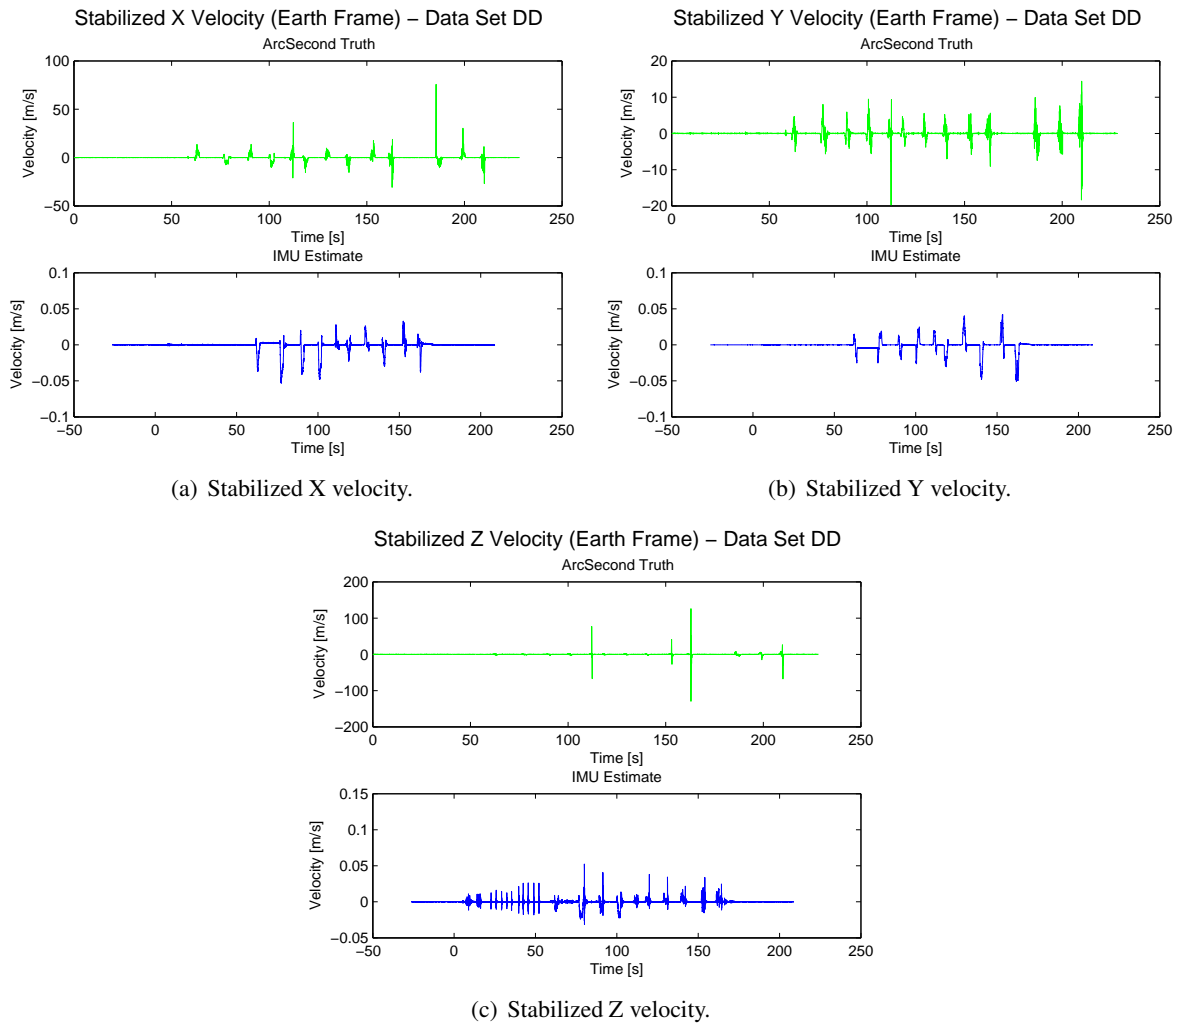 Stabilized X Velocity (Earth Frame) – Data Set DD
ArcSecond Truth
Velocity [m/s]
100
50
0
−50
0 50 100 150 200 250
Time [s]
IMU Estimate
Velocity [m/s]
0.1
0.05
0
−0.05
−0.1
−50 0 50 100 150 200 250
Time [s]
(a) Stabilized X velocity.
Stabilized Y Velocity (Earth Frame) – Data Set DD
ArcSecond Truth
Velocity [m/s]
20
10
0
−10
−20
0 50 100 150 200 250
Time [s]
IMU Estimate
Velocity [m/s]
0.1
0.05
0
−0.05
−0.1
−50 0 50 100 150 200 250
Time [s]
(b) Stabilized Y velocity.
Stabilized Z Velocity (Earth Frame) – Data Set DD
ArcSecond Truth
Velocity [m/s]
200
100
0
−100
−200
0 50 100 150 200 250
Time [s]
IMU Estimate
Velocity [m/s]
0.15
0.1
0.05
0
−0.05
−50 0 50 100 150 200 250
Time [s]
(c) Stabilized Z velocity.